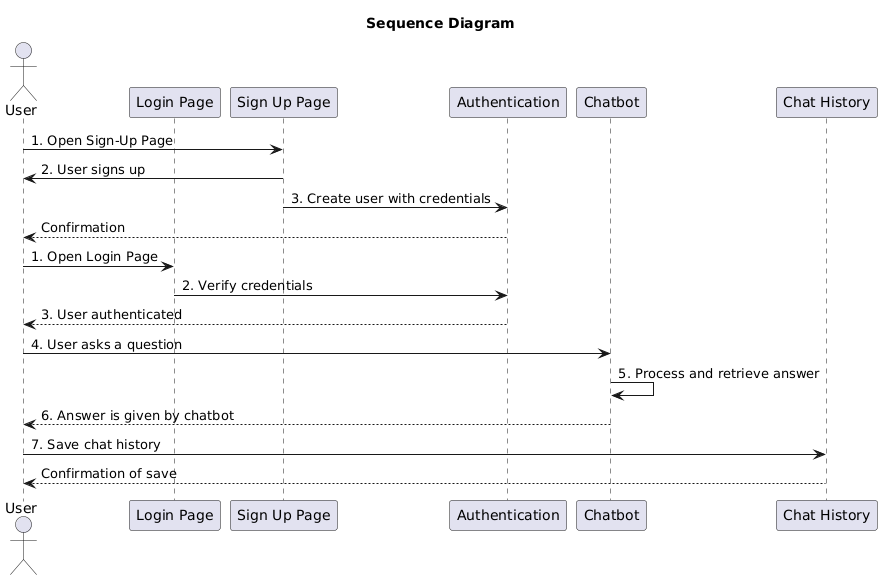 Sequence Diagram
User
Login Page
Sign Up Page
Authentication
Chatbot
Chat History
1. Open Sign-Up Page
2. User signs up
3. Create user with credentials
Confirmation
1. Open Login Page
2. Verify credentials
3. User authenticated
4. User asks a question
5. Process and retrieve answer
6. Answer is given by chatbot
7. Save chat history
Confirmation of save
User
Login Page
Sign Up Page
Authentication
Chatbot
Chat History